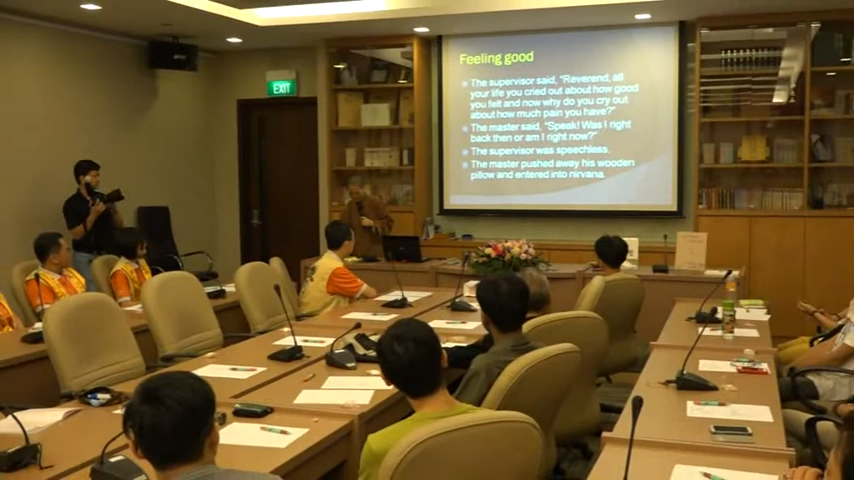 EXIT
Feeling good
The supervisor said, "Reverend, all
your life you cried out about how good
you felt and now why do you cry out
about how much pain you have?"
The master said, "Speak! Was I right
back then or am I right now?"
The supervisor was speechless.
The master pushed away his wooden
pillow and entered into nirvana.